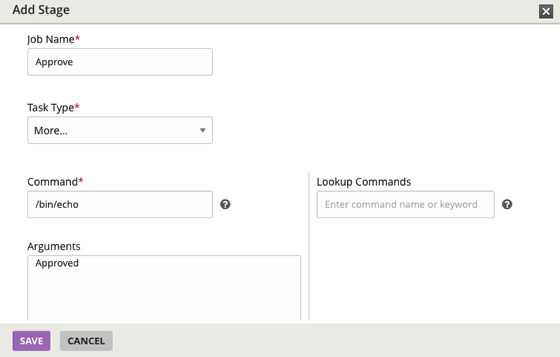 Add Stage
Job Name*
Approve
Task Type*
More...
Command*
/bin/echo
Lookup Commands
Enter command name or keyword
Arguments
Approved
SAVE
CANCEL